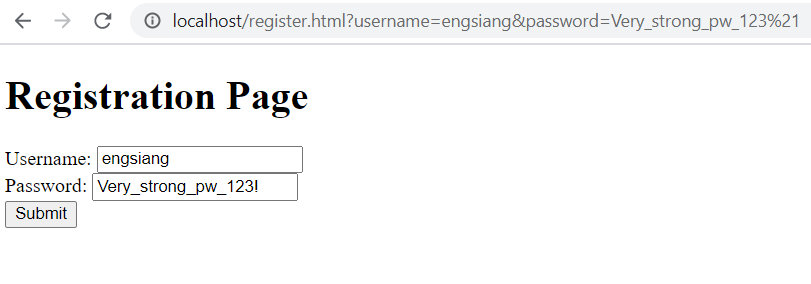 localhost/register.html?username=engsiang&password=Very_strong_pw_123%21
Registration Page
Username: engsiang
Password: Very_strong_pw_123!
Submit